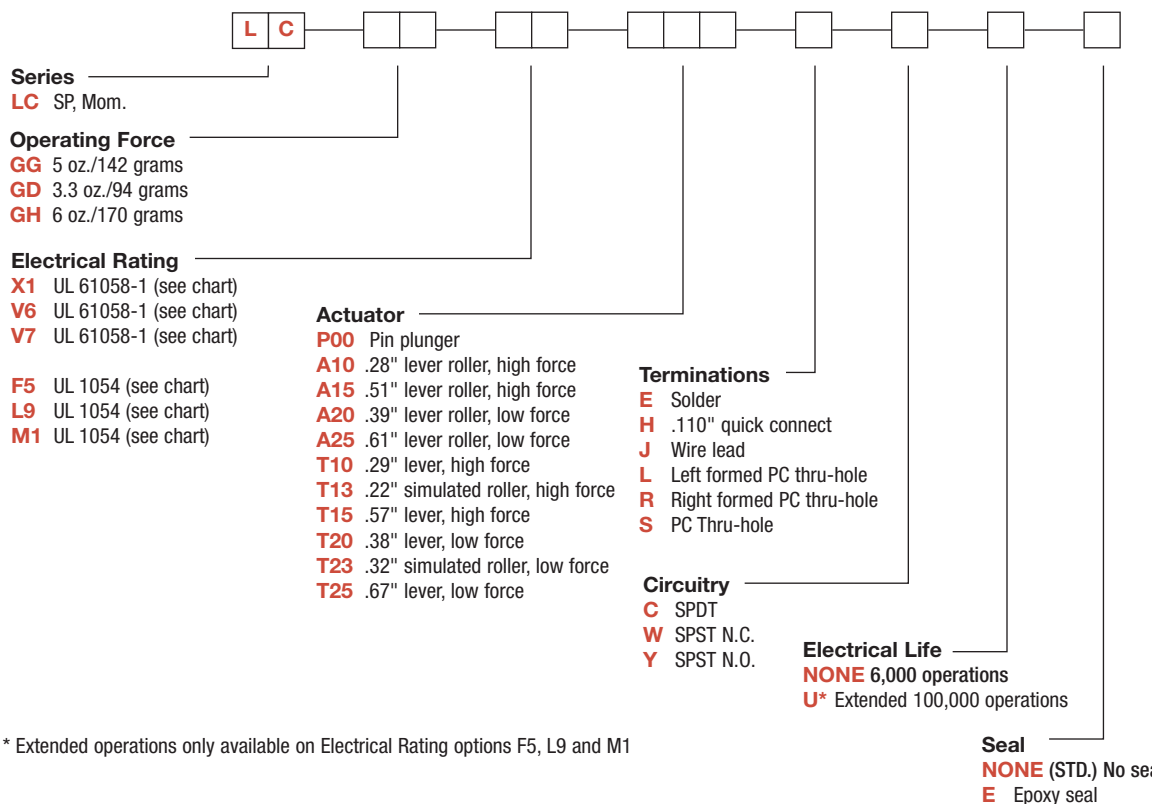 L C
Series
LC SP, Mom.
Operating Force
GG 5 oz./142 grams
GD 3.3 oz./94 grams
GH 6 oz./170 grams
Electrical Rating
X1 UL 61058-1 (see chart)
V6 UL 61058-1 (see chart)
V7 UL 61058-1 (see chart)
F5 UL 1054 (see chart)
L9 UL 1054 (see chart)
M1 UL 1054 (see chart)
Actuator
P00 Pin plunger
A10 .28" lever roller, high force
A15 .51" lever roller, high force
A20 .39" lever roller, low force
A25 .61" lever roller, low force
T10 .29" lever, high force
T13 .22" simulated roller, high force
T15 .57" lever, high force
T20 .38" lever, low force
T23 .32" simulated roller, low force
T25 .67" lever, low force
Terminations
E Solder
H .110" quick connect
J Wire lead
L Left formed PC thru-hole
R Right formed PC thru-hole
S PC Thru-hole
Circuitry
C SPDT
W SPST N.C.
Y SPST N.O.
Electrical Life
NONE 6,000 operations
U* Extended 100,000 operations
* Extended operations only available on Electrical Rating options F5, L9 and M1
Seal
NONE (STD.) No
E Epoxy seal